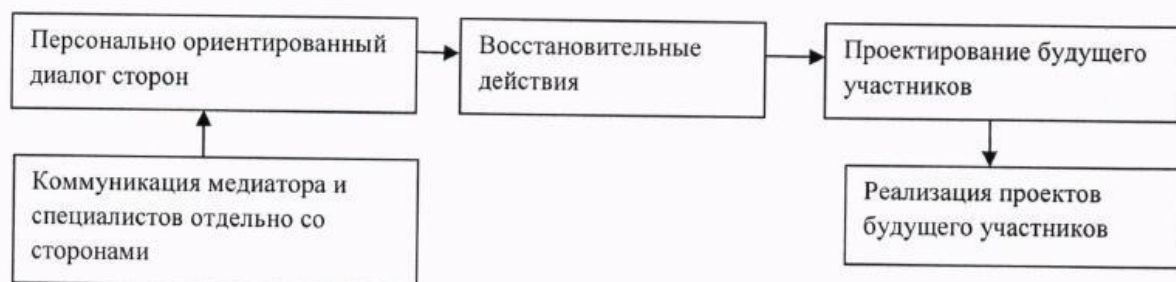 Персонально ориентированный
диалог сторон
Восстановительные
действия
Проектирование будущего
участников
Коммуникация медиатора и
специалистов отдельно со
сторонами
Реализация проектов
будущего участников